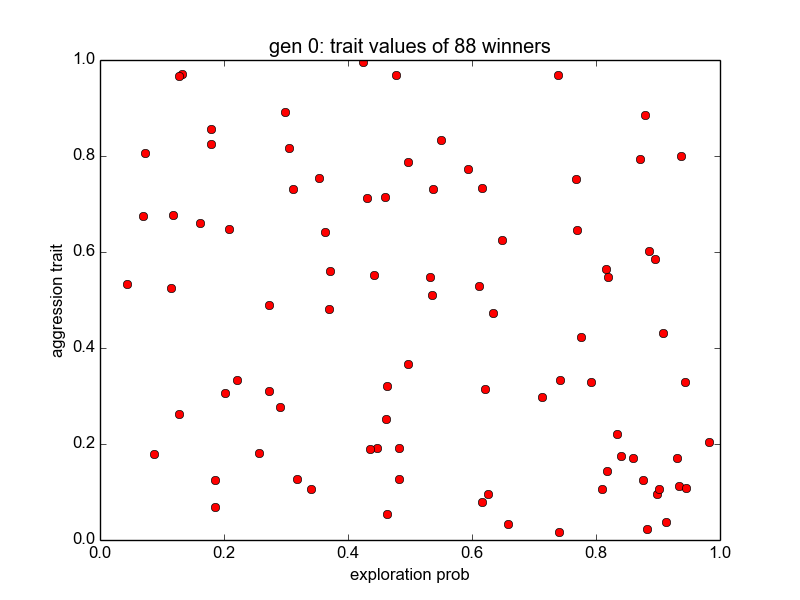 gen 0: trait values of 88 winners
1.0
0.8
0.6
0.4
0.2
0.0
aggression trait
0.0 0.2 0.4 0.6 0.8 1.0
exploration prob